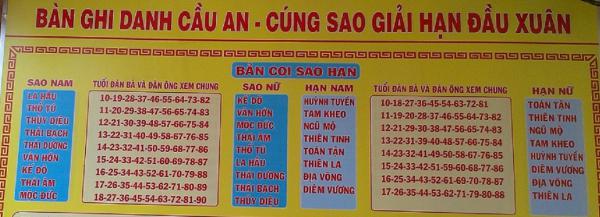 BÀN GHI DANH CẦU AN - CÚNG SAO GIẢI HẠN ĐẦU XUÂN
BẢN COI SAO HẠN
SAO NAM
LA HẦU
THỔ TÚ
THỦY DIỆU
THÁI BẠCH
THÁI DƯƠNG
VÂN HỚN
KẾ ĐÔ
THÁI ÂM
MỘC ĐỨC
TUỔI ĐÀN BÀ VÀ ĐÀN ÔNG XEM CHUNG
10-19-28-37-46-55-64-73-82
11-20-29-38-47-56-65-74-83
12-21-30-39-48-57-66-75-84
13-22-31-40-49-58-67-76-85
14-23-32-41-50-59-68-77-86
15-24-33-42-51-60-69-78-87
16-25-34-43-52-61-70-79-88
17-26-35-44-53-62-71-80-89
18-27-36-45-54-63-72-81-90
SAO NỮ
KẾ ĐÔ
VÂN HỚN
MỘC ĐỨC
THÁI ÂM
THỔ TÚ
LA HẦU
THÁI DƯƠNG
THÁI BẠCH
THỦY DIỆU
HẠN NAM
HUỲNH TUYỀN
TAM KHEO
NGŨ MỘ
THIÊN TINH
TOÁN TẬN
THIÊN LA
ĐỊA VÕNG
DIÊM VƯƠNG
TUỔI ĐÀN BÀ VÀ ĐÀN ÔNG XEM CHUNG
10-18-27-36-45-54-63-72-81
11-19-28-37-46-55-64-73-82
12-20-29-30-38-47-56-65-74-83
13-21-39-40-48-57-66-75-84
14-22-31-41-49-50-58-67-76-85
15-23-32-42-51-59-68-77-86
16-24-33-43-52-60-61-69-78-87
17-25-26-34-35-44-53-62-71-80
HẠN NỮ
TOÁN TẬN
THIÊN TINH
NGŨ MỘ
TAM KHEO
HUỲNH TUYỀN
DIÊM VƯƠNG
ĐỊA VÕNG
THIÊN LA